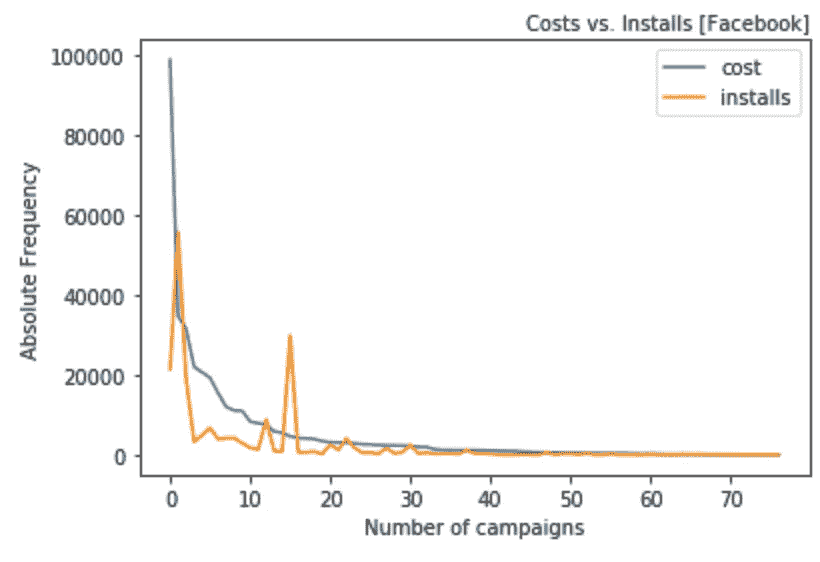 Costs vs. Installs [Facebook]
cost
installs
Absolute Frequency
100000
80000
60000
40000
20000
0
0 10 20 30 40 50 60 70
Number of campaigns